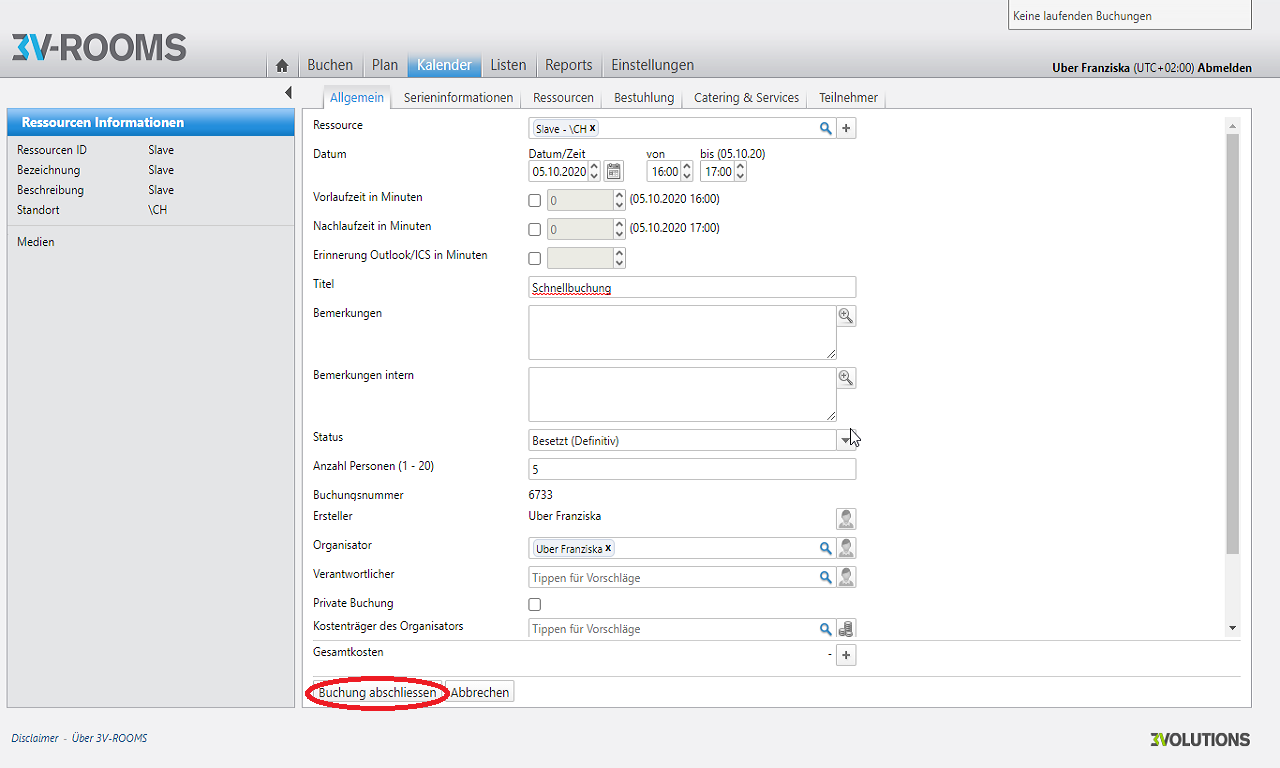 Keine laufenden Buchungen
3V-ROOMS
Buchen Plan Kalender Listen Reports Einstellungen
Uber Franziska (UTC+02:00) Abmelden
Allgemein Serieninformationen Ressourcen Bestuhlung Catering & Services Teilnehmer
Ressourcen Informationen
Ressourcen ID Slave
Bezeichnung Slave
Beschreibung Slave
Standort \CH
Medien
Ressource Slave - \CH x
Datum/Zeit von bis (05.10.20)
Datum 05.10.2020 16:00 17:00
Vorlaufzeit in Minuten 0 (05.10.2020 16:00)
Nachlaufzeit in Minuten 0 (05.10.2020 17:00)
Erinnerung Outlook/ICS in Minuten
Titel Schnellbuchung
Bemerkungen
Bemerkungen intern
Status Besetzt (Definitiv)
Anzahl Personen (1 - 20) 5
Buchungsnummer 6733
Ersteller Uber Franziska
Organisator Uber Franziska x
Verantwortlicher Tippen für Vorschläge
Private Buchung
Kostenträger des Organisators Tippen für Vorschläge
Gesamtkosten - +
Buchung abschliessen Abbrechen
Disclaimer - Über 3V-ROOMS
3VOLUTIONS